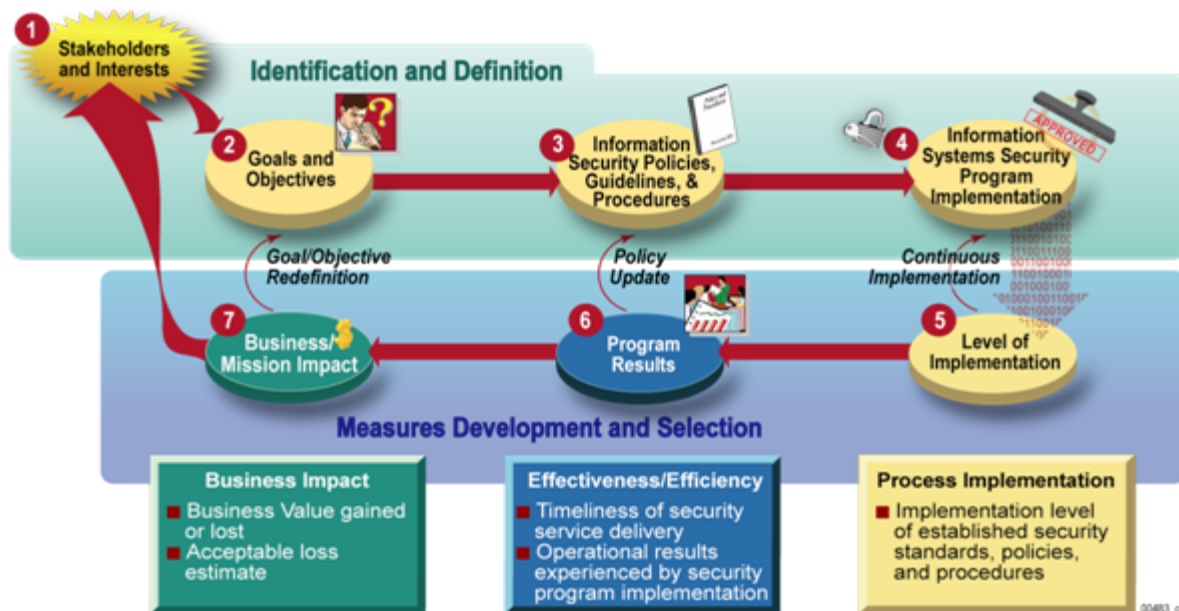 1
Stakeholders
and Interests
Identification and Definition
2
Goals and
Objectives
3
Information
Security Policies,
Guidelines, &
Procedures
4
Information
Systems Security
Program
Implementation
APPROVED
Goal/Objective
Redefinition
Policy
Update
Continuous
Implementation
7
Business/
Mission Impact
6
Program
Results
5
Level of
Implementation
Measures Development and Selection
Business Impact
■ Business Value gained
or lost
■ Acceptable loss
estimate
Effectiveness/Efficiency
■ Timeliness of security
service delivery
■ Operational results
experienced by security
program implementation
Process Implementation
■ Implementation level
of established security
standards, policies,
and procedures